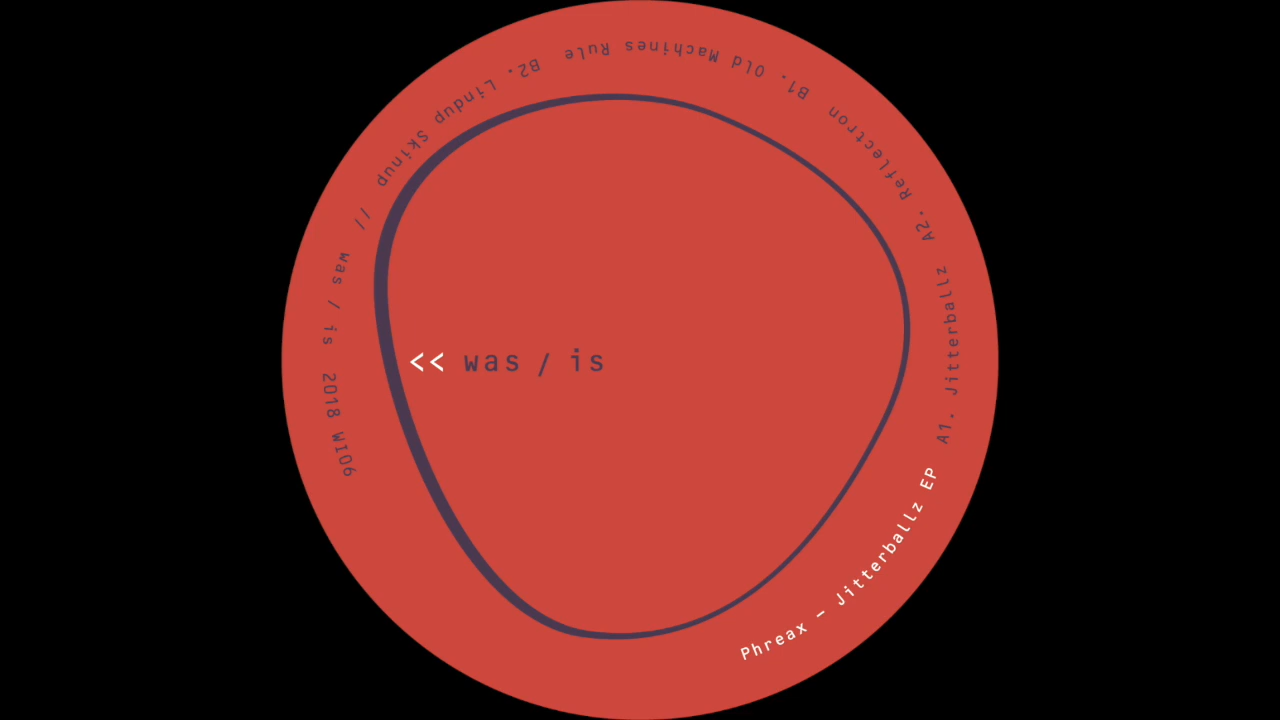 << was / is
Phreax – Jitterballz EP A1. Jitterballz A2. Reflectron B1. Old Machines Rule B2. Lindup Skinup // was / is 2018 WI06